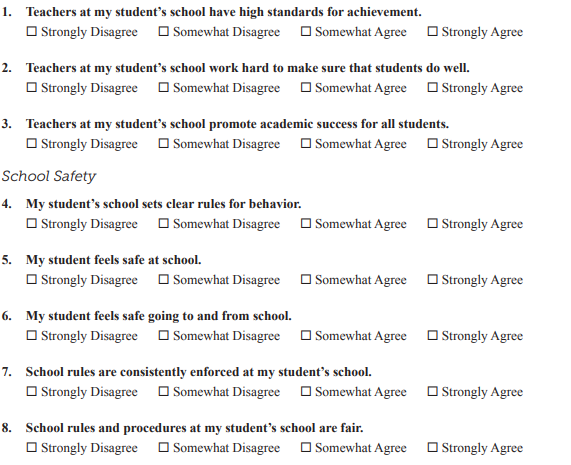 1. Teachers at my student’s school have high standards for achievement.
☐ Strongly Disagree ☐ Somewhat Disagree ☐ Somewhat Agree ☐ Strongly Agree
2. Teachers at my student’s school work hard to make sure that students do well.
☐ Strongly Disagree ☐ Somewhat Disagree ☐ Somewhat Agree ☐ Strongly Agree
3. Teachers at my student’s school promote academic success for all students.
☐ Strongly Disagree ☐ Somewhat Disagree ☐ Somewhat Agree ☐ Strongly Agree
School Safety
4. My student’s school sets clear rules for behavior.
☐ Strongly Disagree ☐ Somewhat Disagree ☐ Somewhat Agree ☐ Strongly Agree
5. My student feels safe at school.
☐ Strongly Disagree ☐ Somewhat Disagree ☐ Somewhat Agree ☐ Strongly Agree
6. My student feels safe going to and from school.
☐ Strongly Disagree ☐ Somewhat Disagree ☐ Somewhat Agree ☐ Strongly Agree
7. School rules are consistently enforced at my student’s school.
☐ Strongly Disagree ☐ Somewhat Disagree ☐ Somewhat Agree ☐ Strongly Agree
8. School rules and procedures at my student’s school are fair.
☐ Strongly Disagree ☐ Somewhat Disagree ☐ Somewhat Agree ☐ Strongly Agree